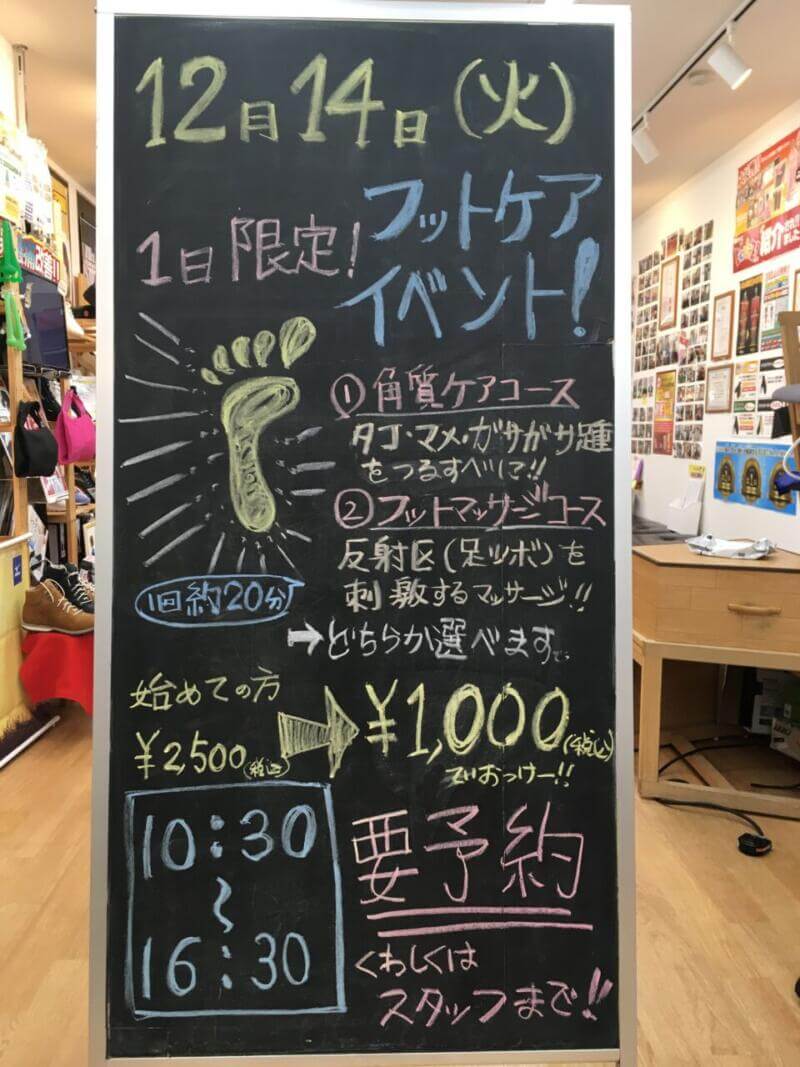 12月14日(火)
1日限定!
フットケア
イベント!
①角質ケアコース
タコ・マメ・ガサガサ踵
をつるすべに!!
②フットマッサージコース
反射区(足ツボ)を
刺激するマッサージ!!
1回約20分
→どちらか選べます。
始めての方
¥2,500(税込)
¥1,000(税込)
でおっけー!!
10:30
〜
16:30
要予約
くわしくは
スタッフまで!!
改善!!
紹介